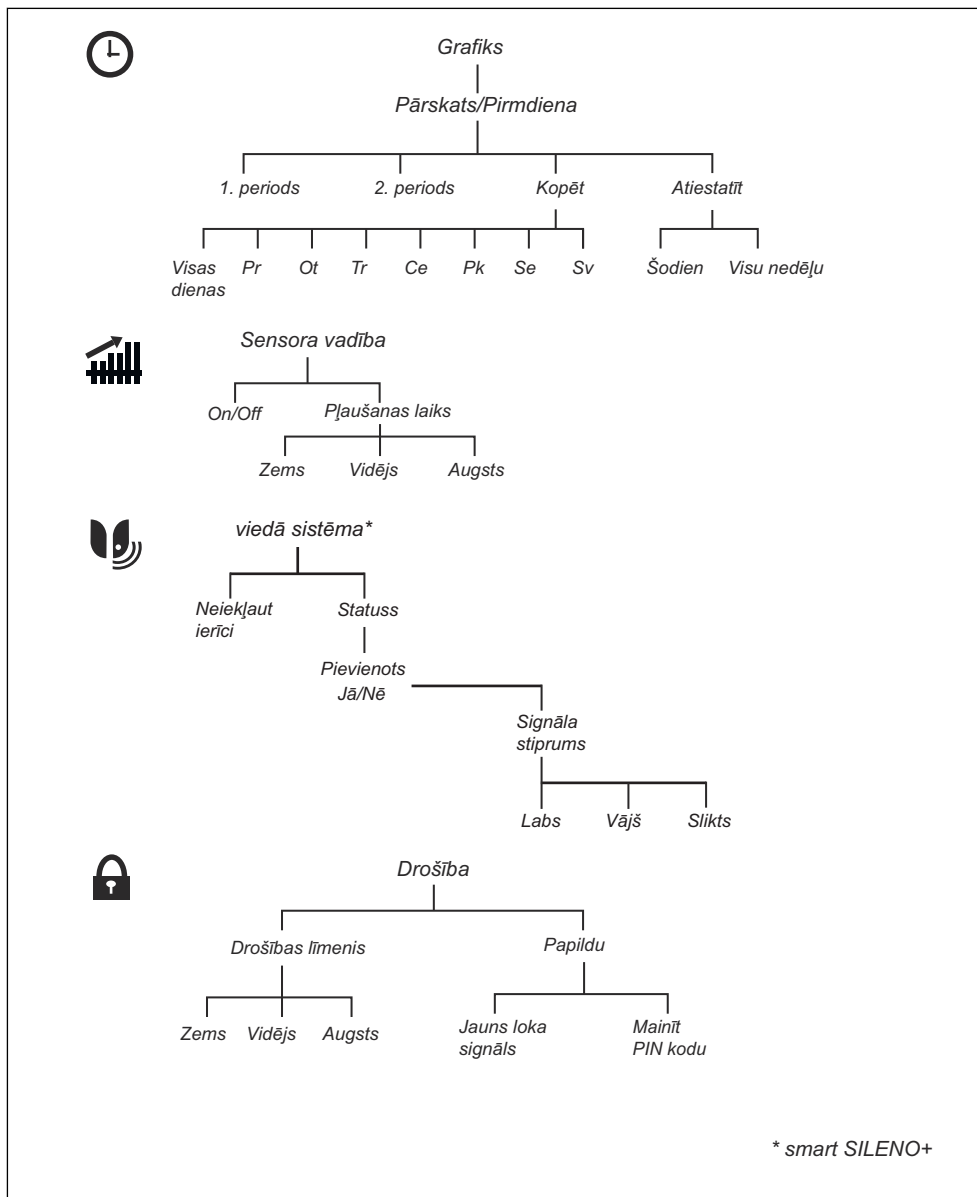 Grafiks
Pārskats/Pirmdiena
1. periods 2. periods Kopēt Atiestatīt
Visas dienas Pr Ot Tr Ce Pk Se Sv Šodien Visu nedēļu
Sensora vadība
On/Off Pļaušanas laiks
Zems Vidējs Augsts
viedā sistēma*
Neiekļaut ierīci Statuss
Pievienots
Jā/Nē
Signāla
stiprums
Labs Vājš Slikts
Drošība
Drošības līmenis Papildu
Zems Vidējs Augsts Jauns loka signāls Mainīt PIN kodu
* smart SILENO+